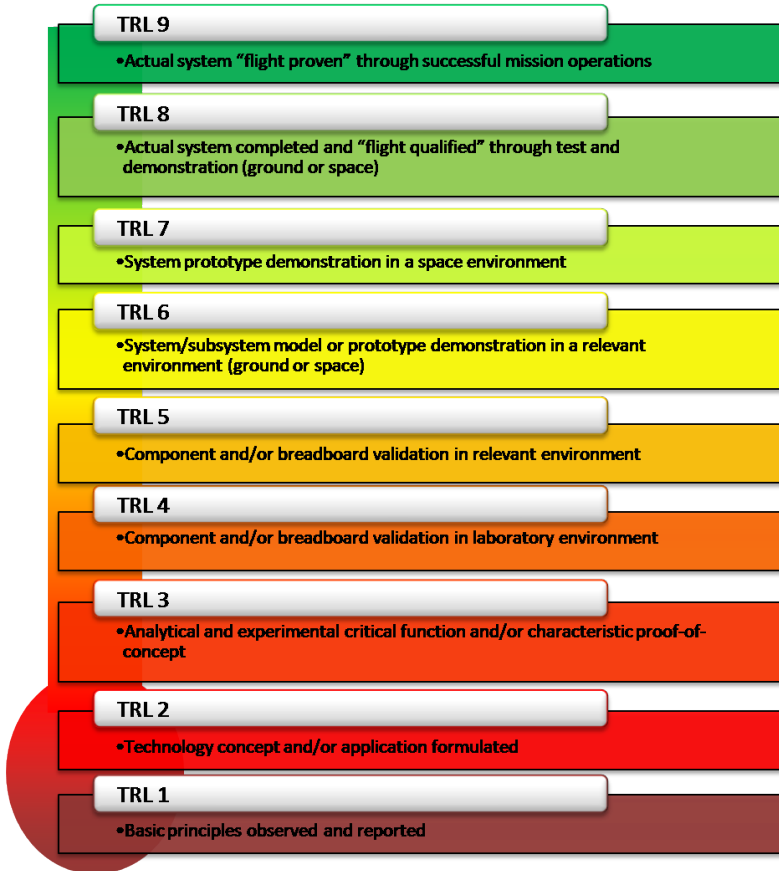 TRL 9
•Actual system “flight proven” through successful mission operations
TRL 8
•Actual system completed and “flight qualified” through test and
demonstration (ground or space)
TRL 7
•System prototype demonstration in a space environment
TRL 6
•System/subsystem model or prototype demonstration in a relevant
environment (ground or space)
TRL 5
•Component and/or breadboard validation in relevant environment
TRL 4
•Component and/or breadboard validation in laboratory environment
TRL 3
•Analytical and experimental critical function and/or characteristic proof-of-
concept
TRL 2
•Technology concept and/or application formulated
TRL 1
•Basic principles observed and reported